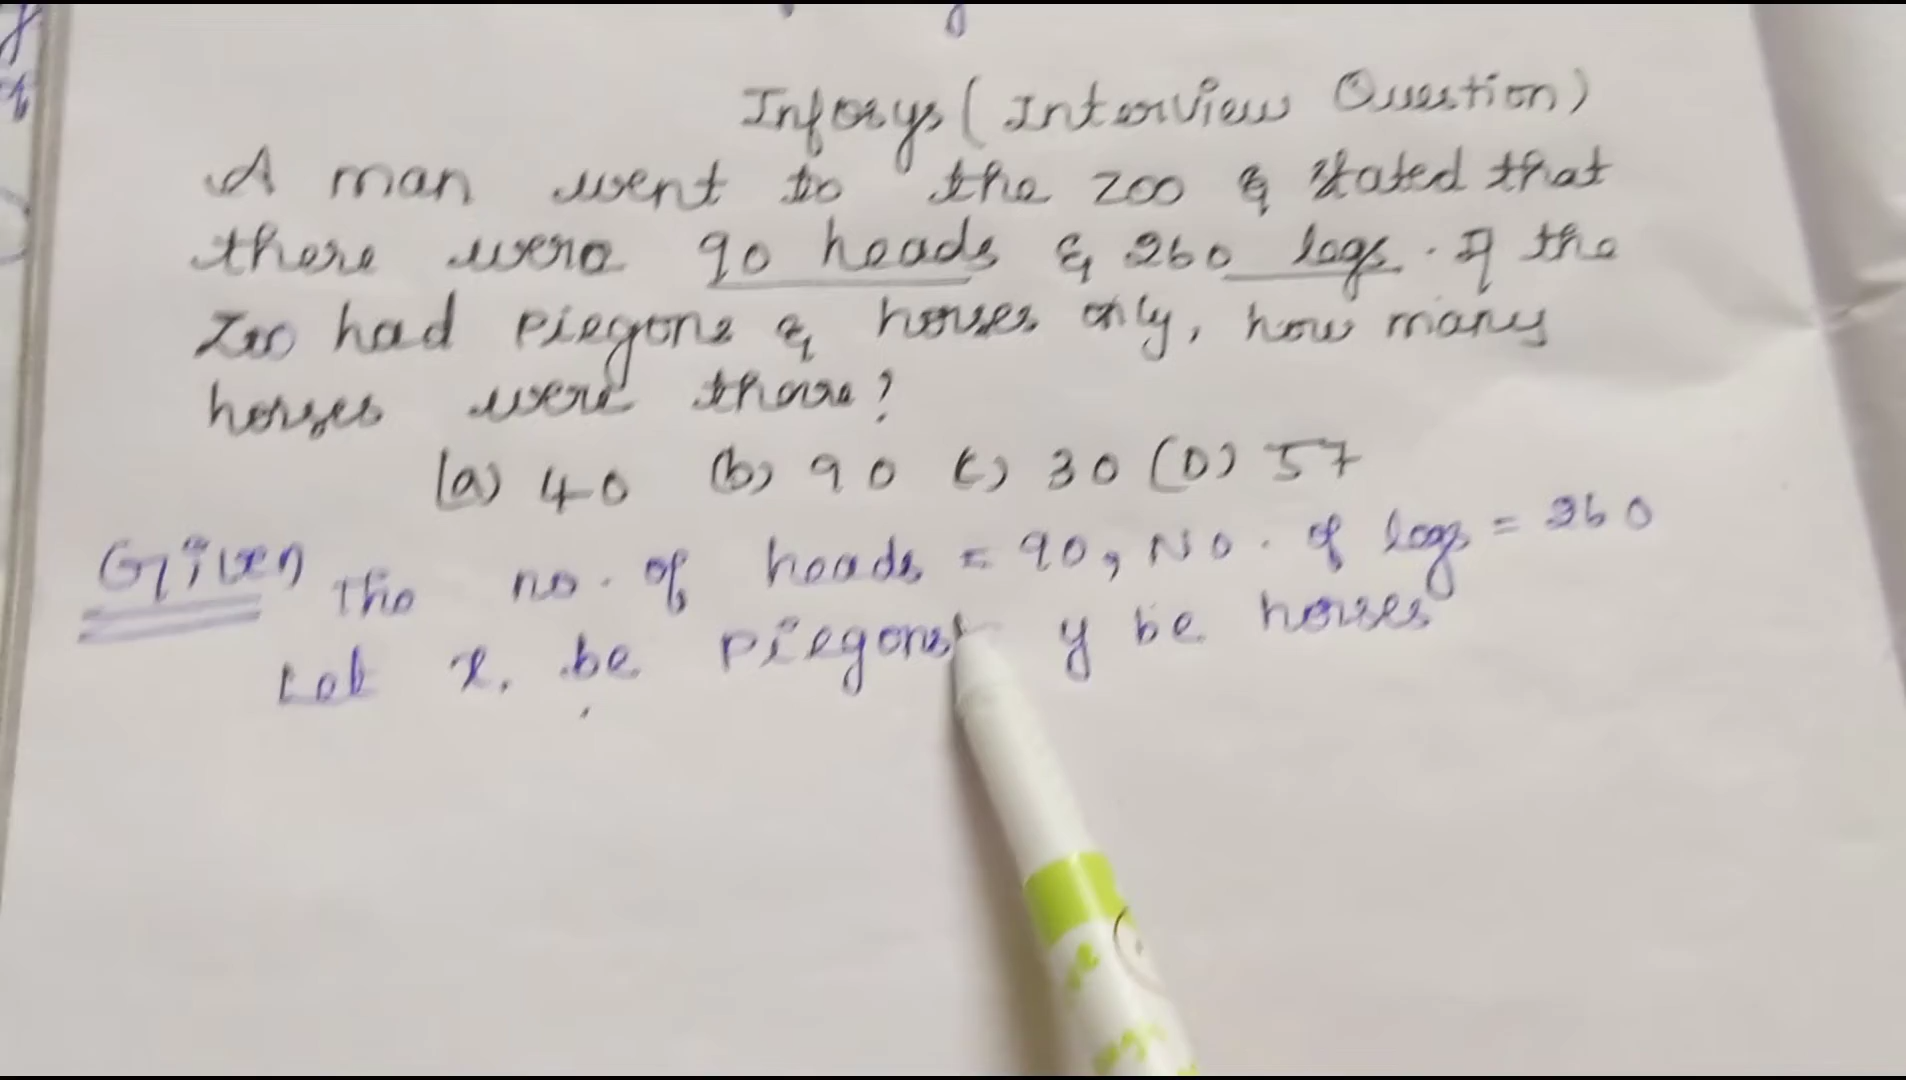 Infosys (Interview Question)
A man went to the zoo & stated that
there were 90 heads & 260 legs. If the
zoo had Piegons & horses only, how many
horses were there?
(a) 40 (b) 90 (c) 30 (D) 57
Given The no. of heads = 90, No. of legs = 260
Let x. be Piegons y be horses